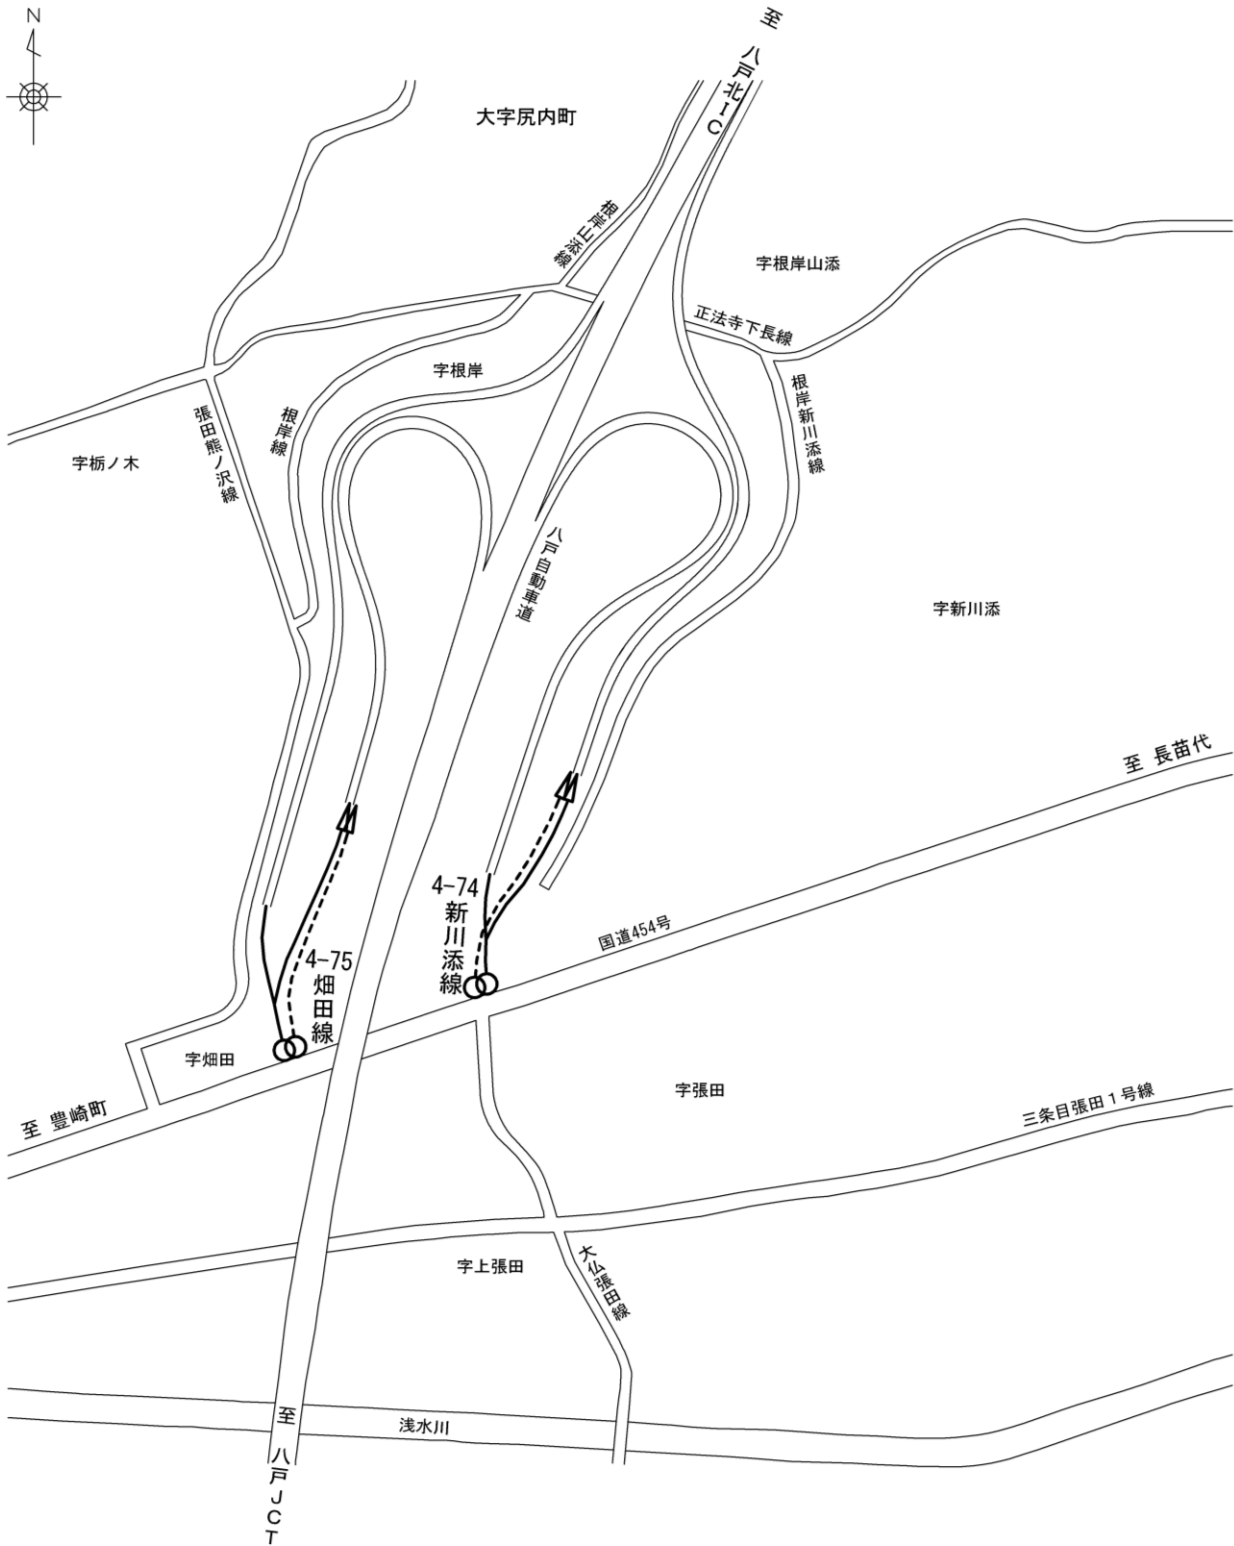 N
至 八戸北IC
大字尻内町
根岸山添線
字根岸山添
正法寺下長線
字根岸
根岸新川添線
張田熊ノ沢線
根岸線
字栃ノ木
八戸自動車道
字新川添
至 長苗代
4-74
新川添線
国道454号
4-75
畑田線
字畑田
字張田
至 豊崎町
三条目張田1号線
字上張田
大仏張田線
浅水川
至 八戸JCT